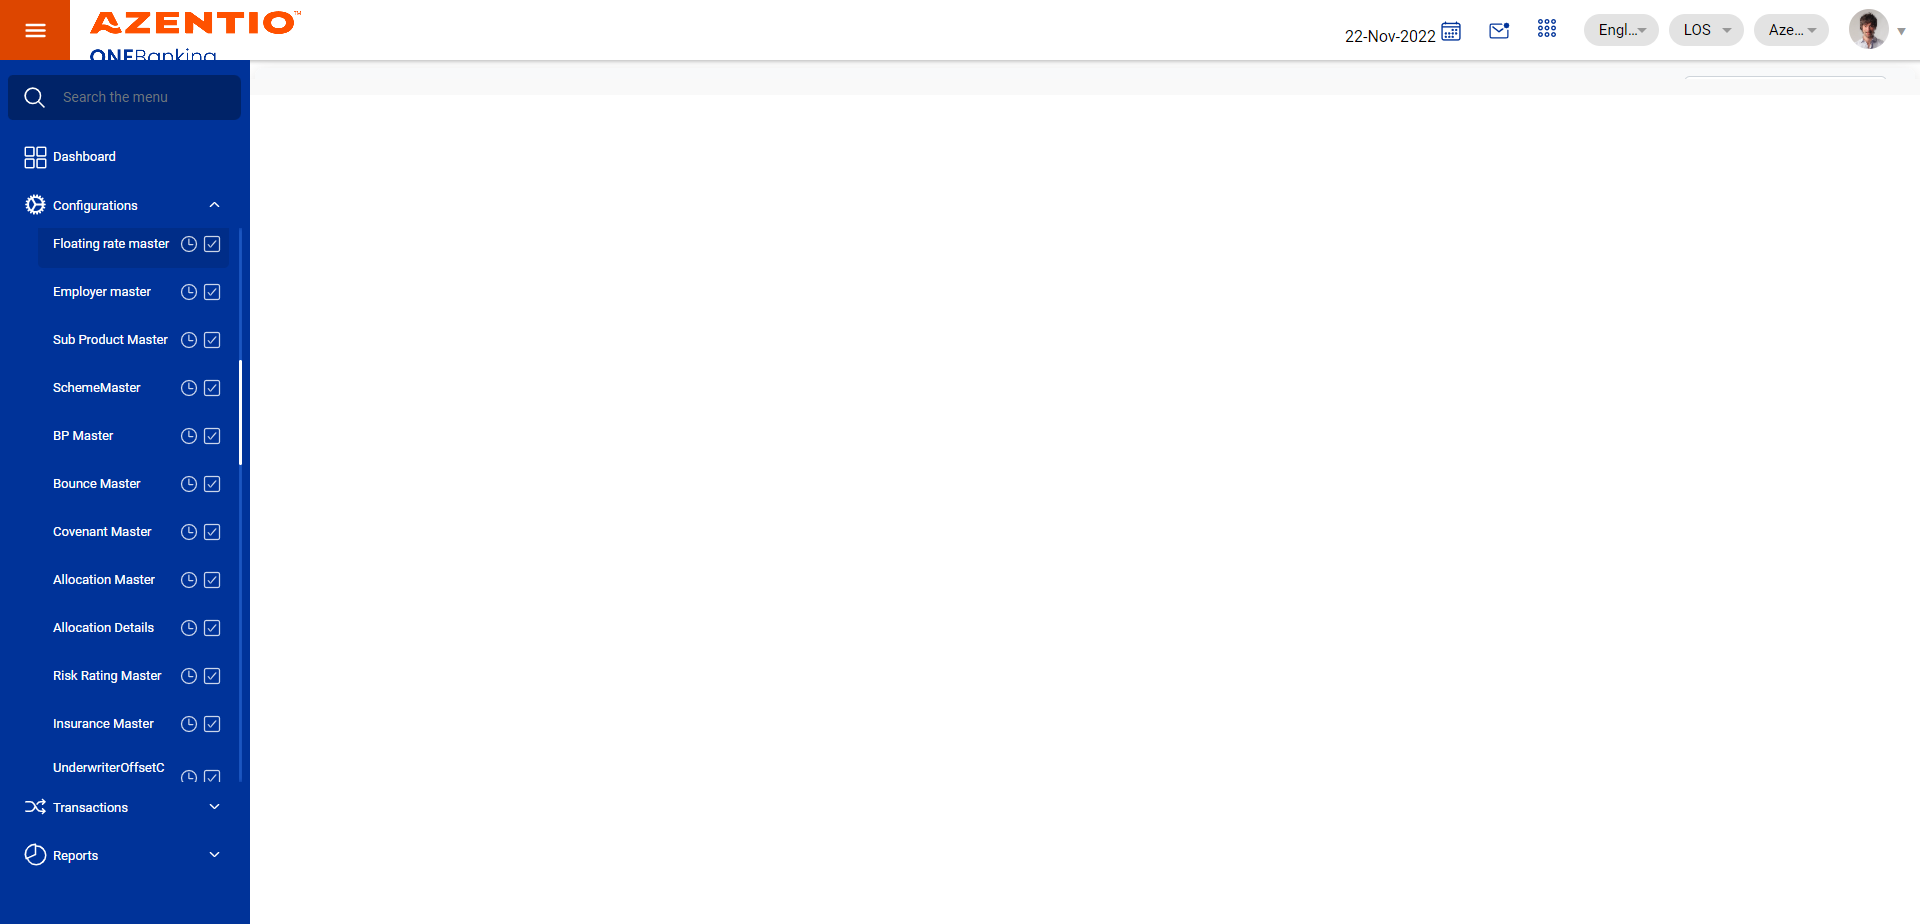 AZENTIO™
ONEBanking
22-Nov-2022
Engl...
LOS
Aze...
Search the menu
Dashboard
Configurations
Floating rate master
Employer master
Sub Product Master
SchemeMaster
BP Master
Bounce Master
Covenant Master
Allocation Master
Allocation Details
Risk Rating Master
Insurance Master
UnderwriterOffsetC
Transactions
Reports